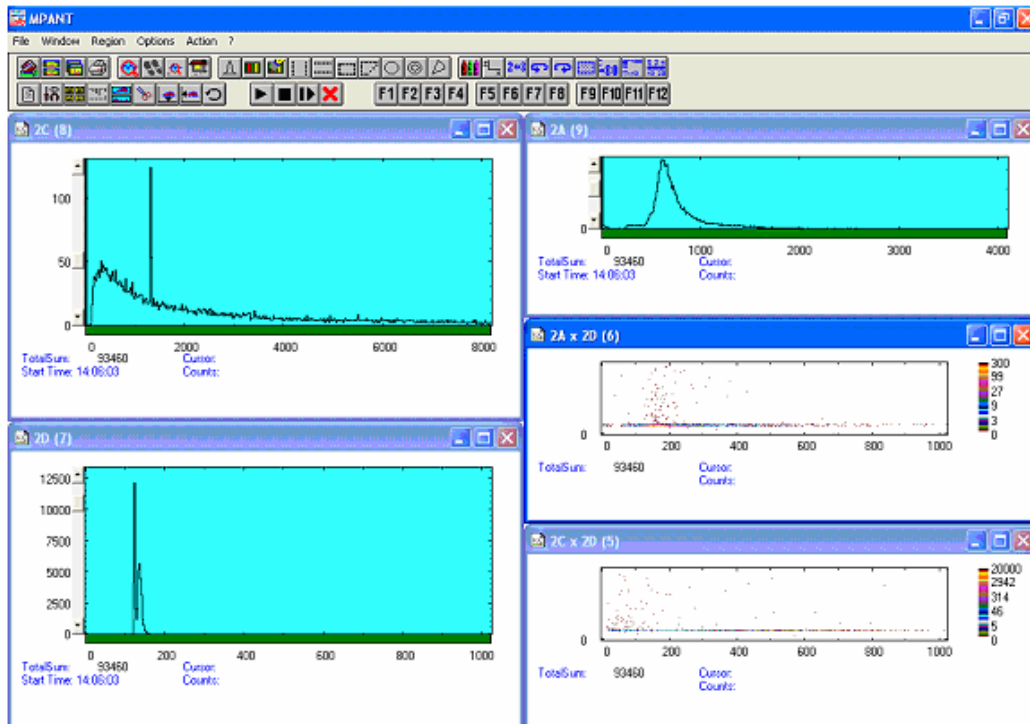 MPANT
File Window Region Options Action ?
F1 F2 F3 F4 F5 F6 F7 F8 F9 F10 F11 F12
2C (8)
100
50
0
0 2000 4000 6000 8000
TotalSum: 93460 Cursor:
Start Time: 14:06:03 Counts:
2D (7)
12500
10000
7500
5000
2500
0
0 200 400 600 800 1000
TotalSum: 93460 Cursor:
Start Time: 14:06:03 Counts:
2A (9)
0
0 1000 2000 3000 4000
TotalSum: 93460 Cursor:
Start Time: 14:06:03 Counts:
2A x 2D (6)
300
99
27
9
3
0
0
0 200 400 600 800 1000
TotalSum: 93460 Cursor:
Counts:
2C x 2D (5)
20000
2942
314
46
5
0
0
0 200 400 600 800 1000
TotalSum: 93460 Cursor:
Counts: